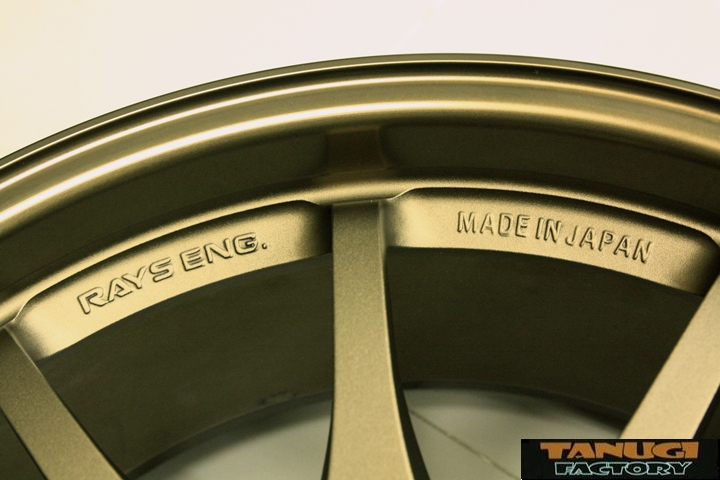 RAYS ENG.
MADE IN JAPAN
TANUGI
FACTORY